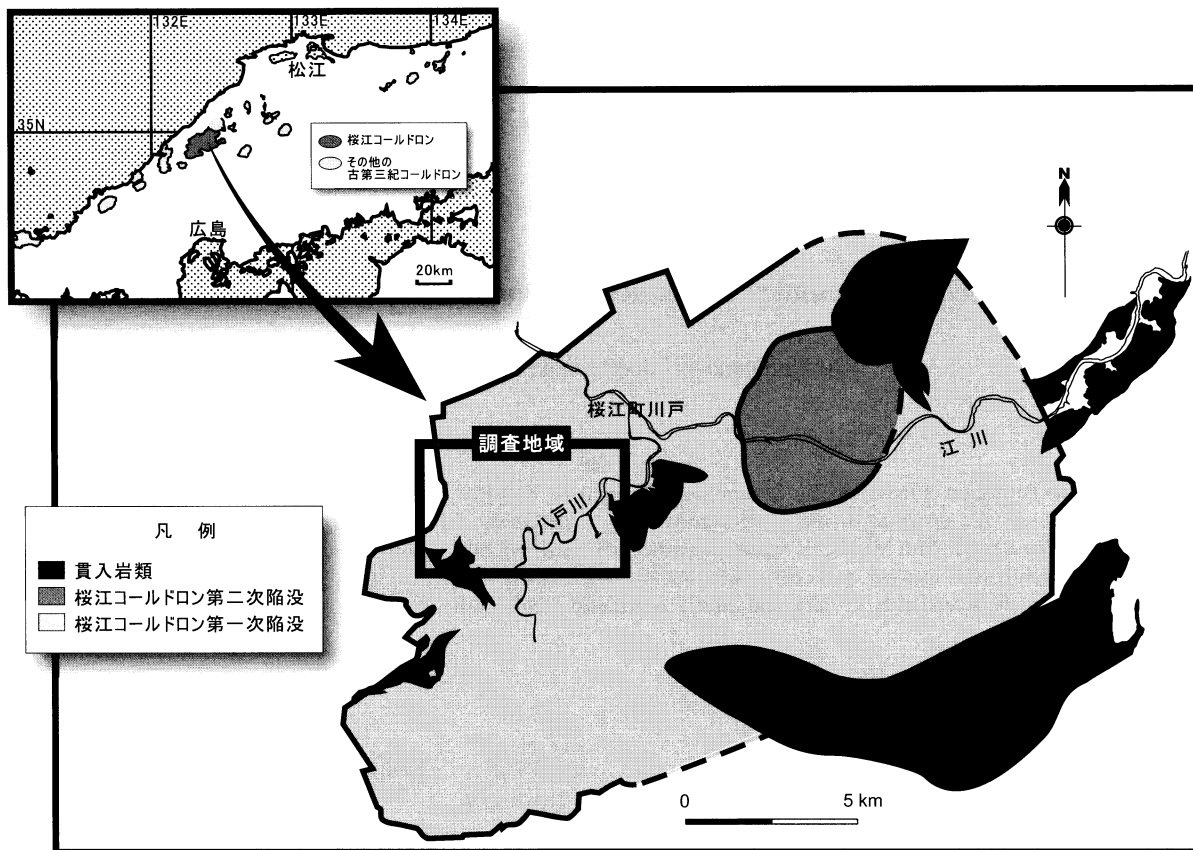 132E
133E
134E
松江
35N
桜江コールドロン
その他の
古第三紀コールドロン
広島
20km
N
桜江町川戸
調査地域
江川
八戸川
凡 例
貫入岩類
桜江コールドロン第二次陥没
桜江コールドロン第一次陥没
0 5 km